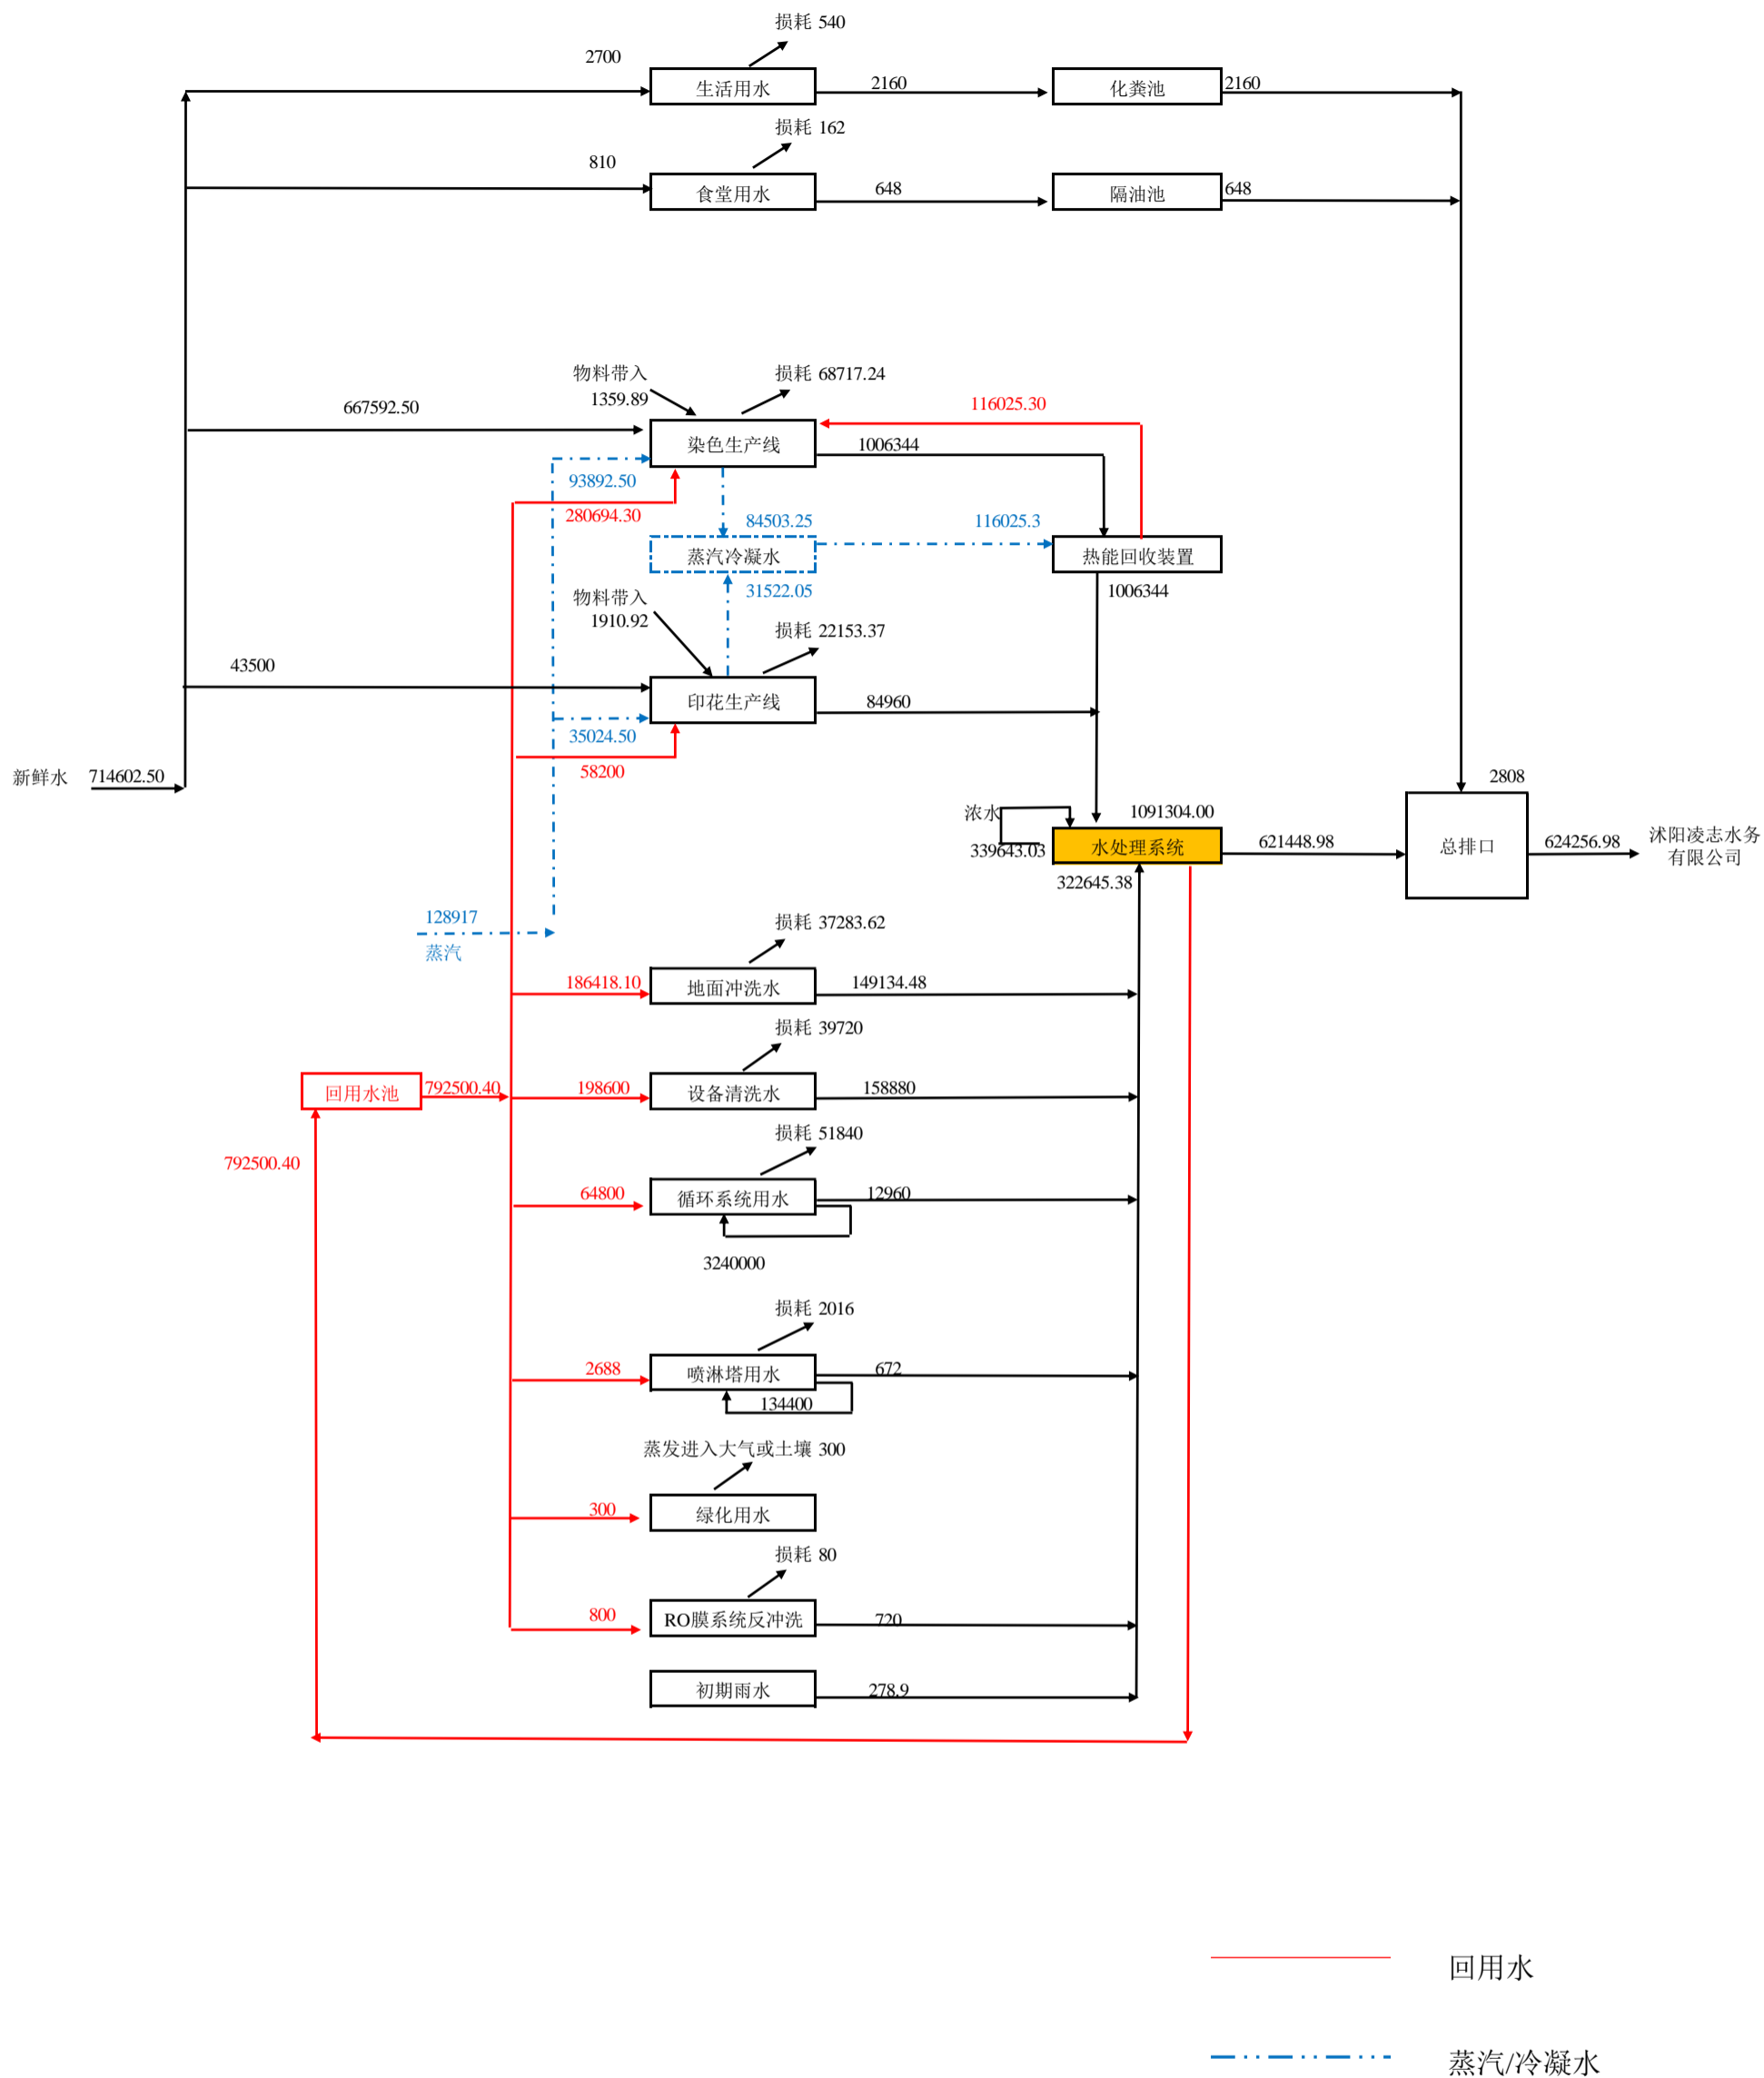 损耗 540
2700
生活用水
2160
化粪池
2160
损耗 162
810
食堂用水
648
隔油池
648
物料带入
1359.89
损耗 68717.24
116025.30
667592.50
染色生产线
1006344
93892.50
280694.30
84503.25
116025.3
蒸汽冷凝水
热能回收装置
31522.05
1006344
物料带入
1910.92
损耗 22153.37
43500
印花生产线
84960
35024.50
58200
新鲜水
714602.50
2808
浓水
1091304.00
339643.03
水处理系统
621448.98
总排口
624256.98
沭阳凌志水务
有限公司
322645.38
128917
蒸汽
损耗 37283.62
186418.10
地面冲洗水
149134.48
损耗 39720
回用水池
792500.40
198600
设备清洗水
158880
损耗 51840
792500.40
64800
循环系统用水
12960
3240000
损耗 2016
2688
喷淋塔用水
672
134400
蒸发进入大气或土壤 300
300
绿化用水
损耗 80
800
RO膜系统反冲洗
720
初期雨水
278.9
回用水
蒸汽/冷凝水